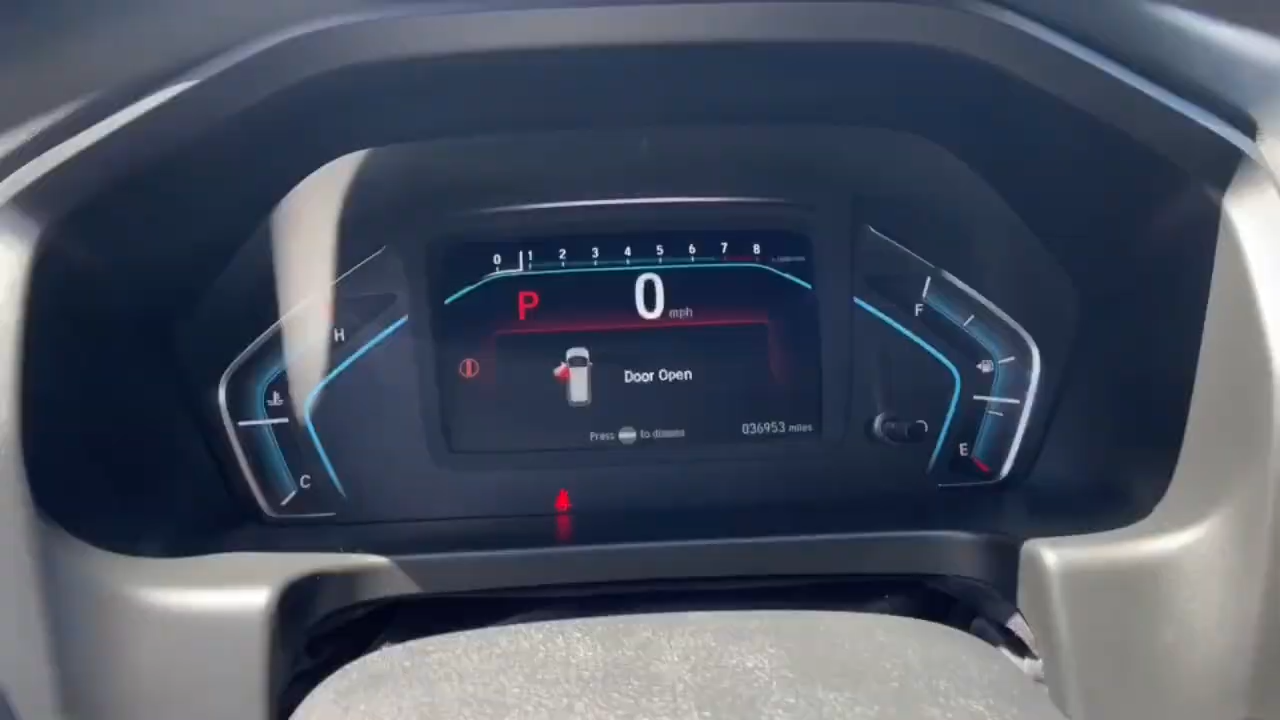 0 1 2 3 4 5 6 7 8
P 0 mph
H F
Door Open
Press to dismiss
036953 miles
C E